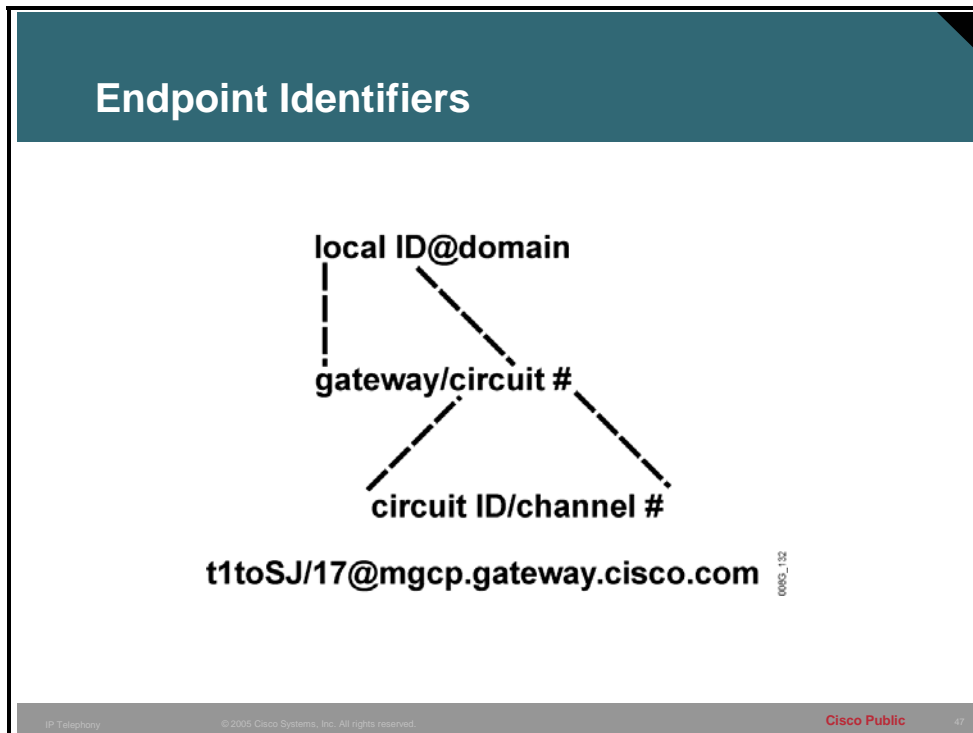 Endpoint Identifiers
local ID@domain
gateway/circuit #
circuit ID/channel #
t1toSJ/17@mgcp.gateway.cisco.com
008G_132
IP Telephony © 2005 Cisco Systems, Inc. All rights reserved. Cisco Public 47